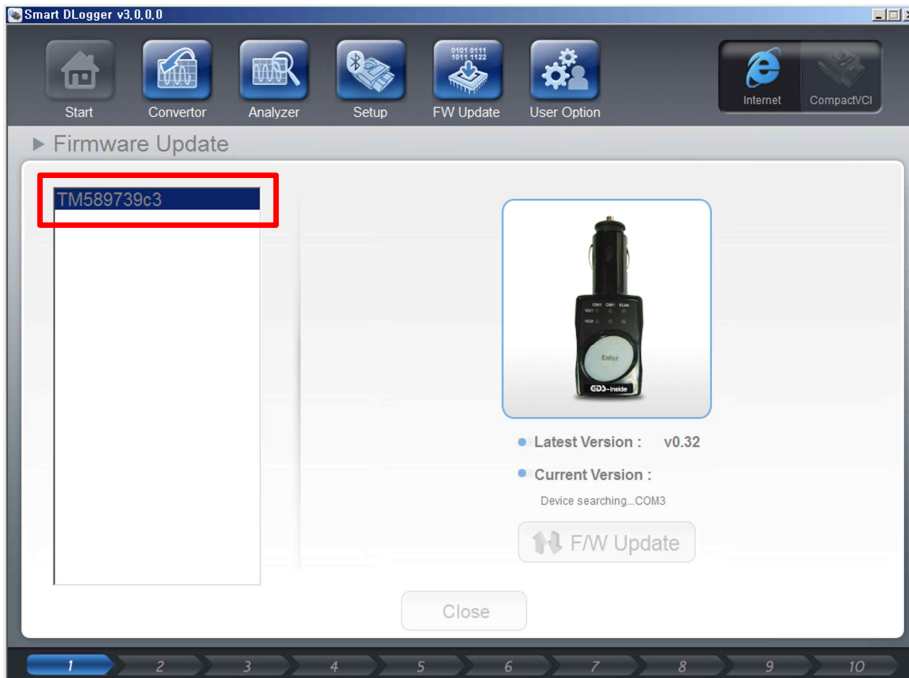 Smart DLogger v3,0,0,0
Start
Convertor
Analyzer
0101 0111
1011 1122
Setup
FW Update
User Option
Internet
CompactVCI
Firmware Update
TM589739c3
Enter
GDS-inside
Latest Version : v0.32
Current Version :
Device searching...COM3
F/W Update
Close
1 2 3 4 5 6 7 8 9 10